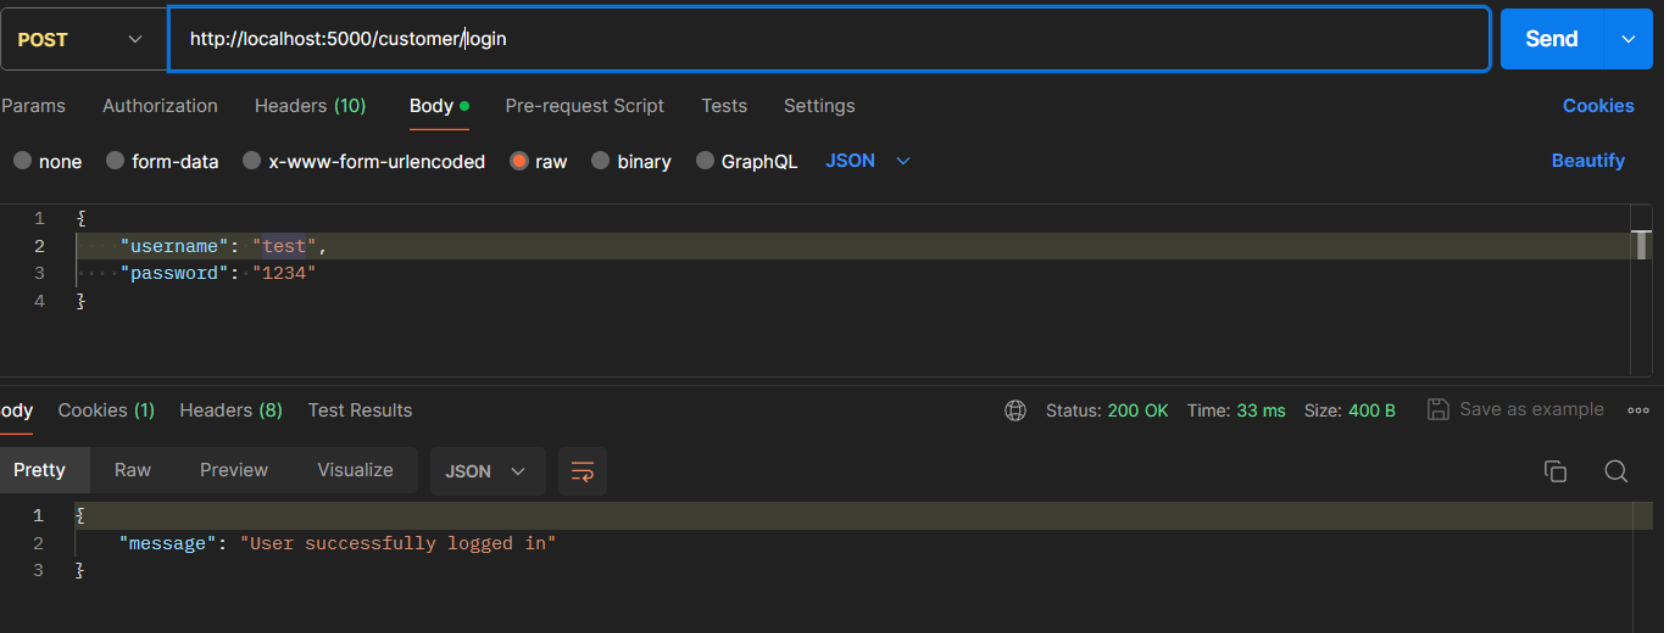 POST http://localhost:5000/customer/login Send
Params Authorization Headers (10) Body Pre-request Script Tests Settings Cookies
none form-data x-www-form-urlencoded raw binary GraphQL JSON Beautify
1 {
2 "username": "test",
3 "password": "1234"
4 }
ody Cookies (1) Headers (8) Test Results Status: 200 OK Time: 33 ms Size: 400 B Save as example
Pretty Raw Preview Visualize JSON
1 {
2 "message": "User successfully logged in"
3 }